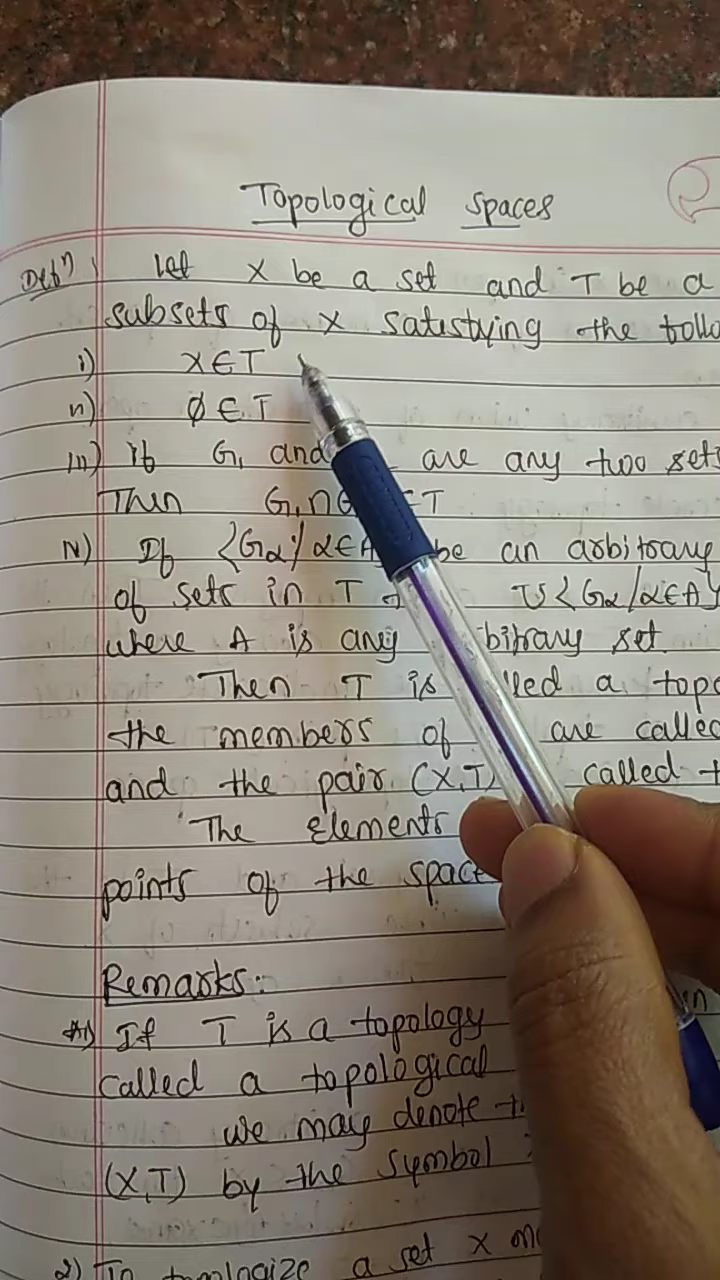 Topological spaces
Defⁿ) Let X be a set and T be a
subsets of X satisfying the follo
i) X ∈ T
ii) ϕ ∈ T
iii) If G₁ and are any two sets
Then G₁∩G ∈T
iv) If {Gα/α∈A be an arbitrary
of sets in T U{Gα/α∈A}
where A is any bitrary set.
Then T is lled a topo
the members of are called
and the pair (X,T) called t
The Elements
points of the space
Remarks:-
1) If T is a topology en
called a topological
we may denote t
(X,T) by the symbol
2) To topologize a set X